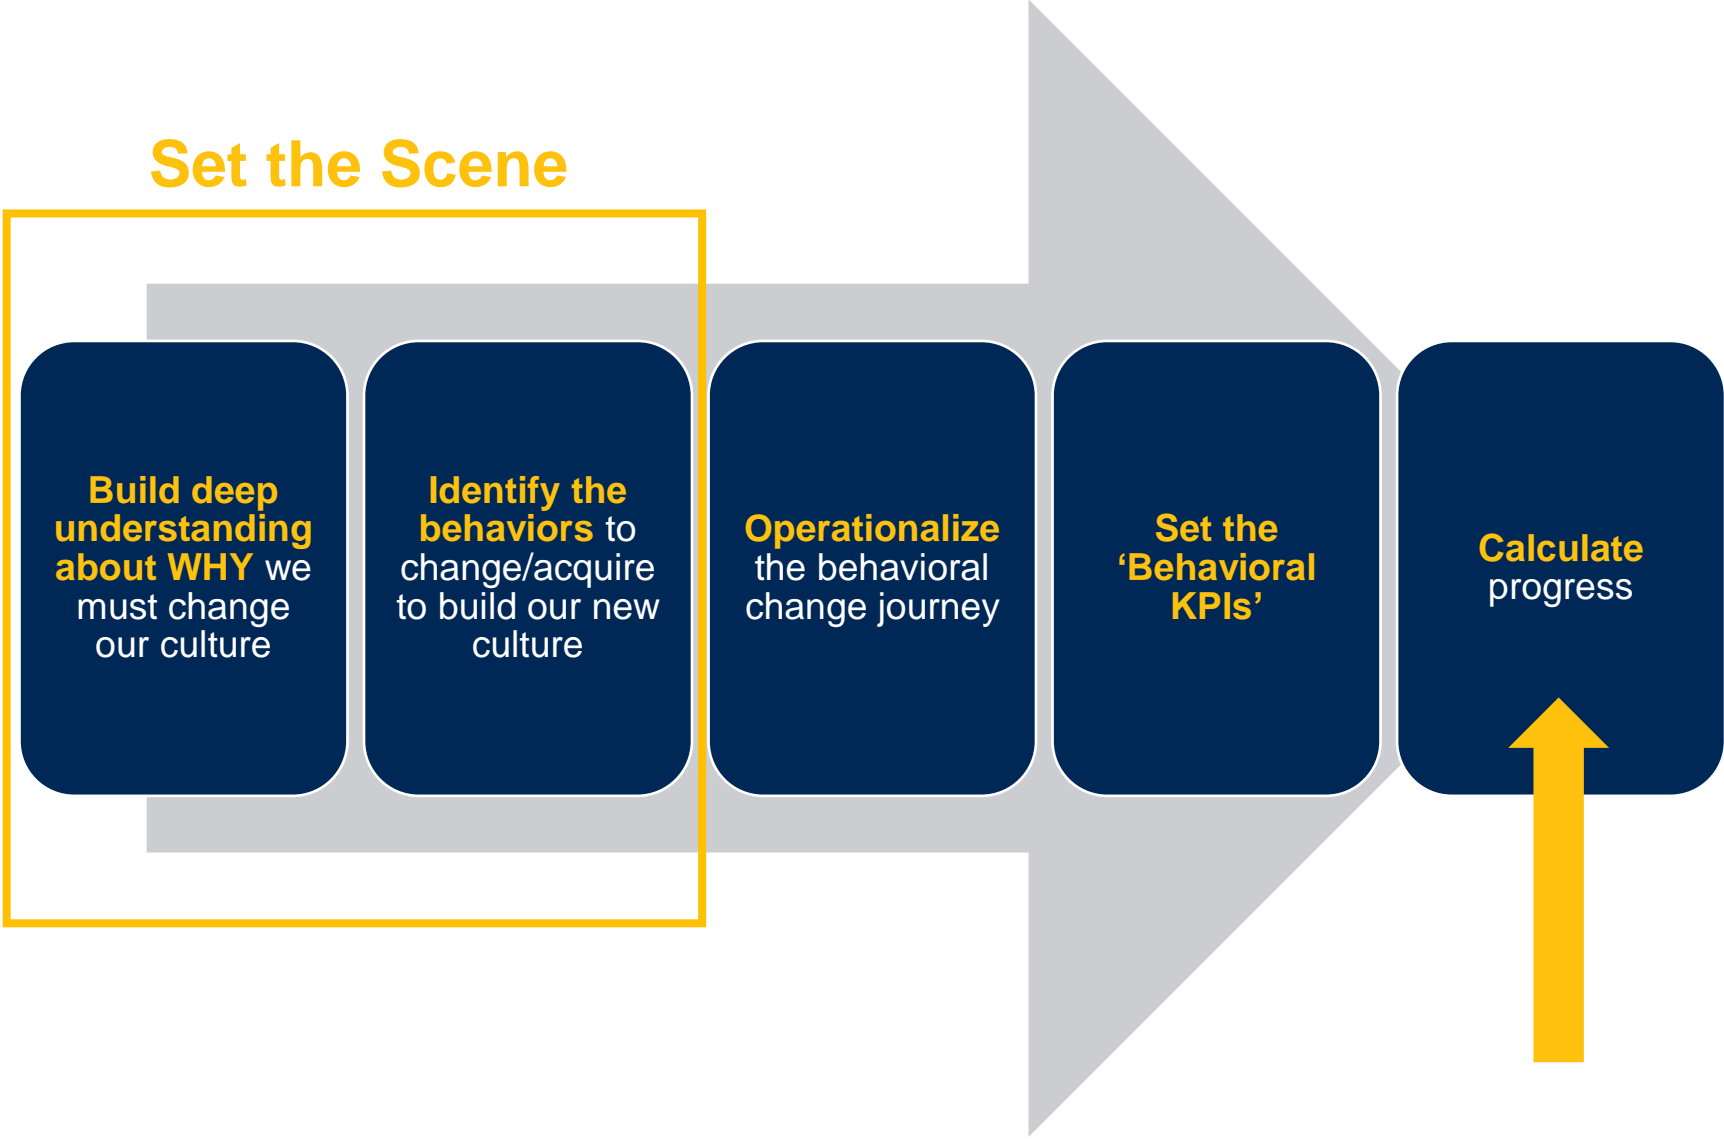 Set the Scene
Build deep
understanding
about WHY we
must change
our culture
Identify the
behaviors to
change/acquire
to build our new
culture
Operationalize
the behavioral
change journey
Set the
‘Behavioral
KPIs’
Calculate
progress